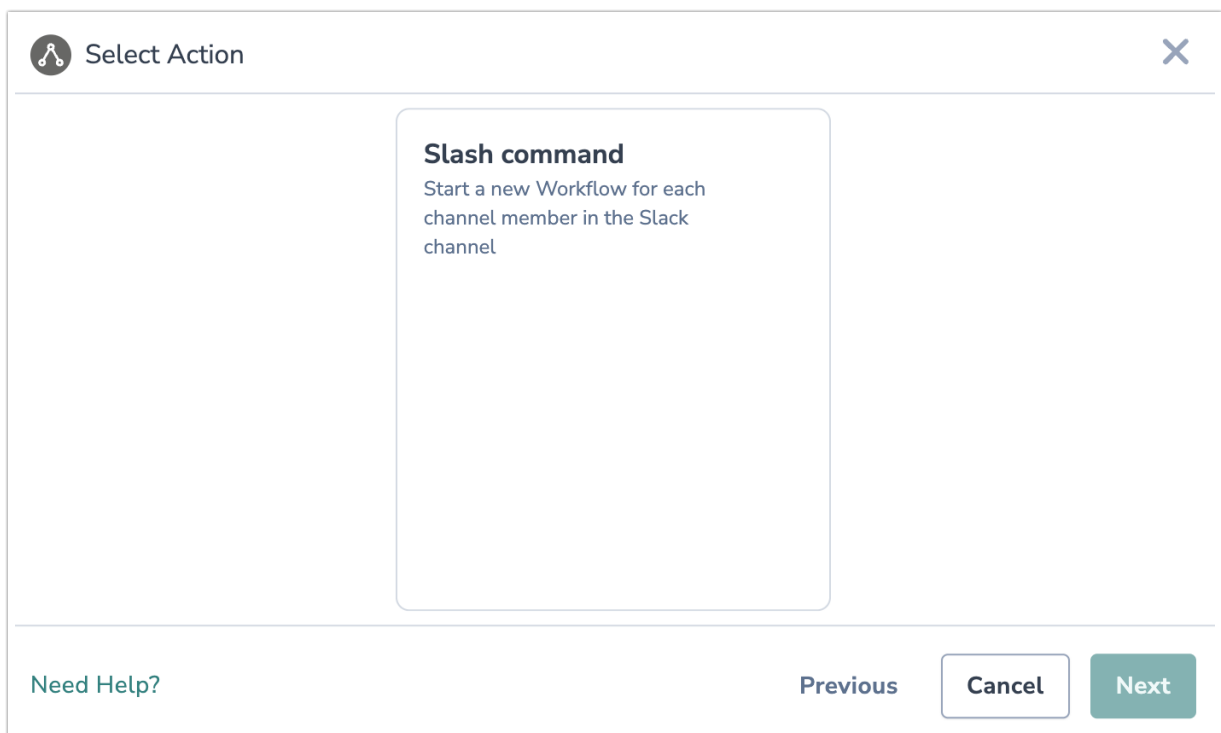 Select Action
Slash command
Start a new Workflow for each
channel member in the Slack
channel
Need Help?
Previous
Cancel
Next